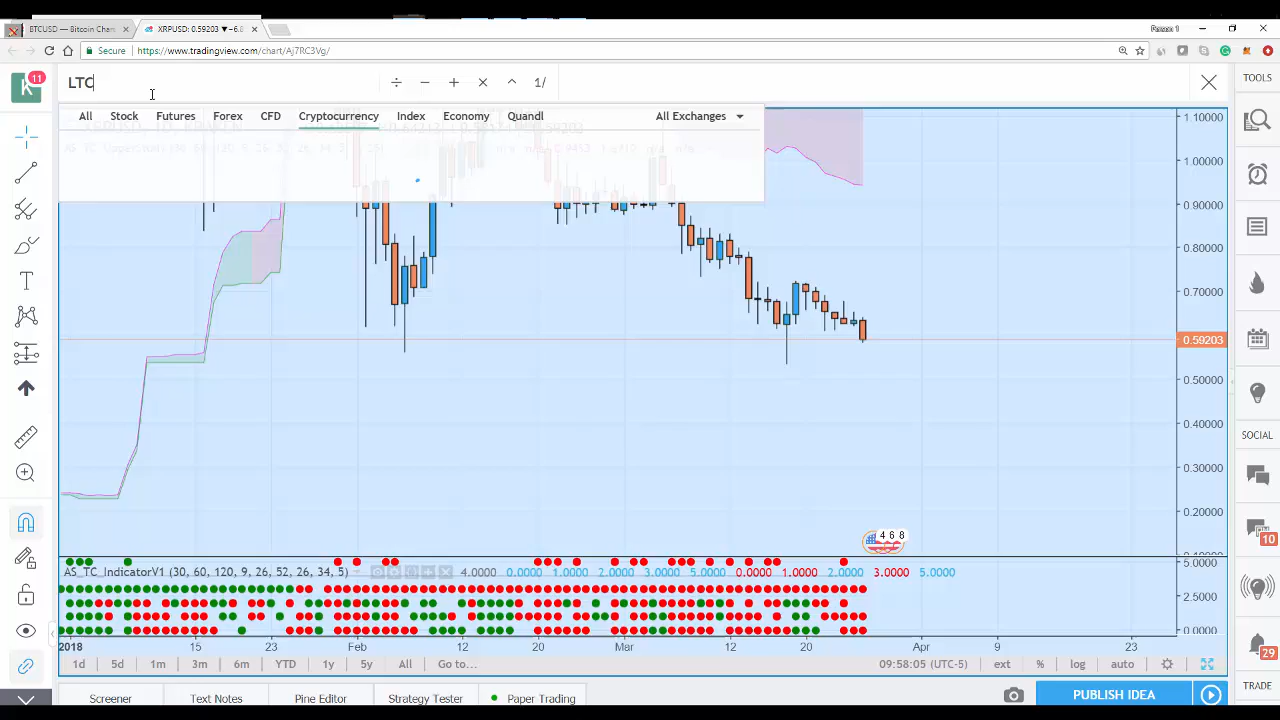 BTCUSD — Bitcoin Char
XRPUSD: 0.59203 ▼−6.8
Secure
https://www.tradingview.com/chart/Aj7RC3Vg/
K
11
LTC
÷ − + × ^ 1/
TOOLS
All Stock Futures Forex CFD Cryptocurrency Index Economy Quandl All Exchanges
1.10000
1.00000
0.90000
0.80000
0.70000
0.59203
0.50000
0.40000
0.30000
0.20000
SOCIAL
10
29
TRADE
4 6 8
AS_TC_IndicatorV1 (30, 60, 120, 9, 26, 52, 26, 34, 5) 4.0000 0.0000 1.0000 2.0000 3.0000 5.0000 0.0000 1.0000 2.0000 3.0000 5.0000
5.0000
2.5000
0.0000
2018 15 23 Feb 12 20 Mar 12 20 Apr 9 23
1d 5d 1m 3m 6m YTD 1y 5y All Go to... 09:58:05 (UTC-5) ext % log auto
Screener Text Notes Pine Editor Strategy Tester Paper Trading PUBLISH IDEA